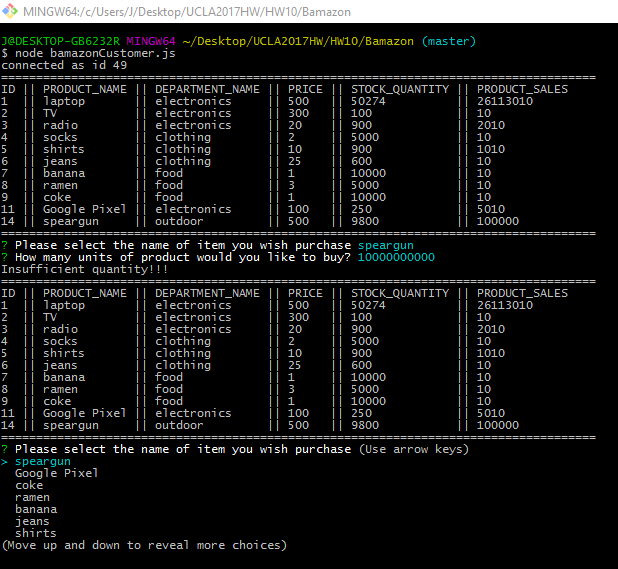 MINGW64:/c/Users/J/Desktop/UCLA2017HW/HW10/Bamazon
J@DESKTOP-GB6232R MINGW64 ~/Desktop/UCLA2017HW/HW10/Bamazon (master)
$ node bamazonCustomer.js
connected as id 49
=====================================================================================
ID || PRODUCT_NAME || DEPARTMENT_NAME || PRICE || STOCK_QUANTITY || PRODUCT_SALES
1  || laptop       || electronics     || 500   || 50274          || 26113010
2  || TV           || electronics     || 300   || 100            || 10
3  || radio        || electronics     || 20    || 900            || 2010
4  || socks        || clothing        || 2     || 5000           || 10
5  || shirts       || clothing        || 10    || 900            || 1010
6  || jeans        || clothing        || 25    || 600            || 10
7  || banana       || food            || 1     || 10000          || 10
8  || ramen        || food            || 3     || 5000           || 10
9  || coke         || food            || 1     || 10000          || 10
11 || Google Pixel || electronics     || 100   || 250            || 5010
14 || speargun     || outdoor         || 500   || 9800           || 100000
=====================================================================================
? Please select the name of item you wish purchase speargun
? How many units of product would you like to buy? 10000000000
Insufficient quantity!!!
=====================================================================================
ID || PRODUCT_NAME || DEPARTMENT_NAME || PRICE || STOCK_QUANTITY || PRODUCT_SALES
1  || laptop       || electronics     || 500   || 50274          || 26113010
2  || TV           || electronics     || 300   || 100            || 10
3  || radio        || electronics     || 20    || 900            || 2010
4  || socks        || clothing        || 2     || 5000           || 10
5  || shirts       || clothing        || 10    || 900            || 1010
6  || jeans        || clothing        || 25    || 600            || 10
7  || banana       || food            || 1     || 10000          || 10
8  || ramen        || food            || 3     || 5000           || 10
9  || coke         || food            || 1     || 10000          || 10
11 || Google Pixel || electronics     || 100   || 250            || 5010
14 || speargun     || outdoor         || 500   || 9800           || 100000
=====================================================================================
? Please select the name of item you wish purchase (Use arrow keys)
> speargun
  Google Pixel
  coke
  ramen
  banana
  jeans
  shirts
(Move up and down to reveal more choices)